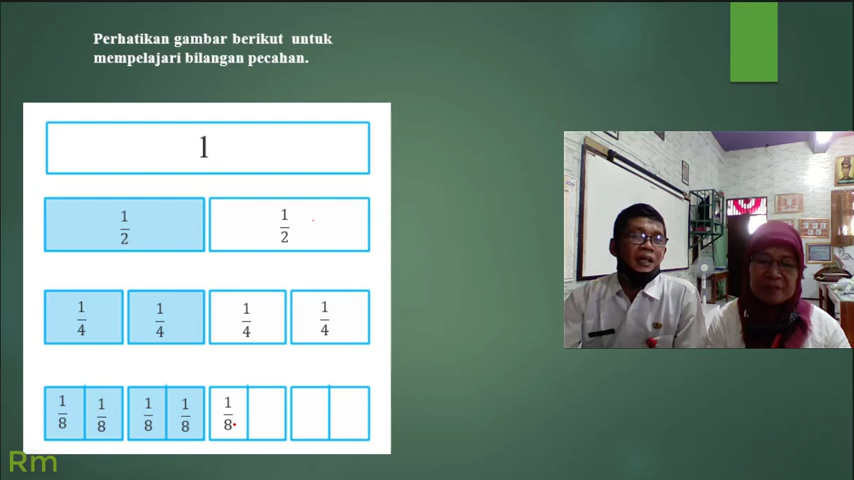 Perhatikan gambar berikut untuk
mempelajari bilangan pecahan.
1
1/2 1/2
1/4 1/4 1/4 1/4
1/8 1/8 1/8 1/8 1/8
Rm